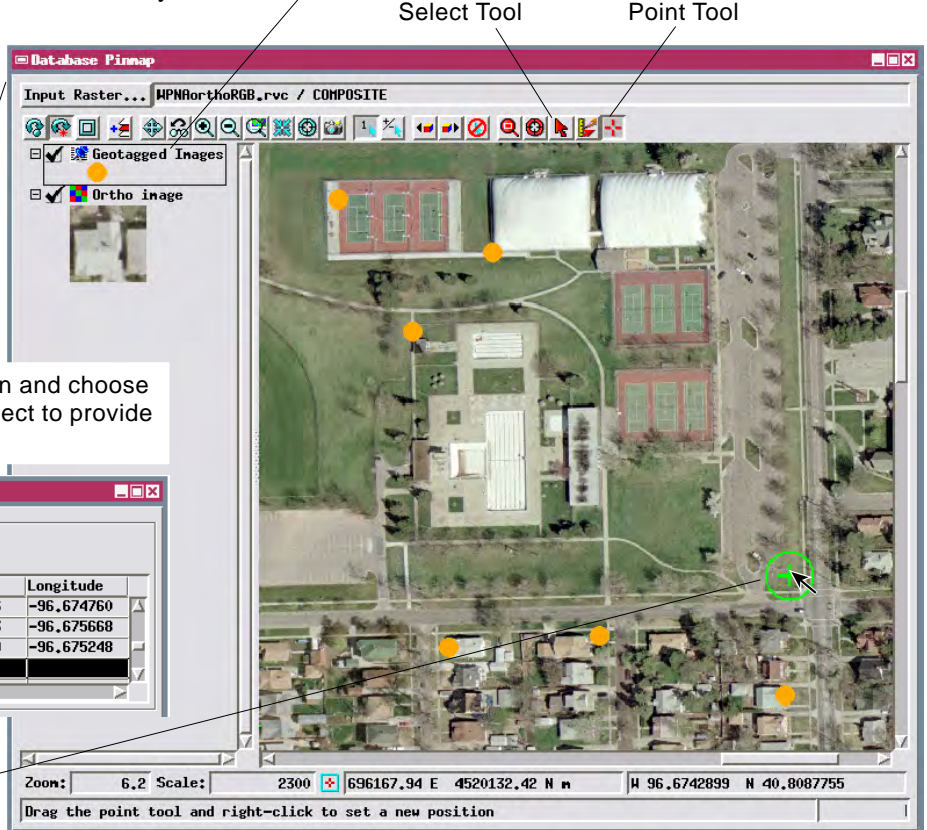 Select Tool
Point Tool
Database Pinmap
Input Raster... WPNAorthoRGB.rvc / COMPOSITE
Geotagged Images
Ortho image
n and choose
ect to provide
Longitude
-96.674760
-96.675668
-96.675248
Zoom: 6.2 Scale: 2300 696167.94 E 4520132.42 N m W 96.6742899 N 40.8087755
Drag the point tool and right-click to set a new position